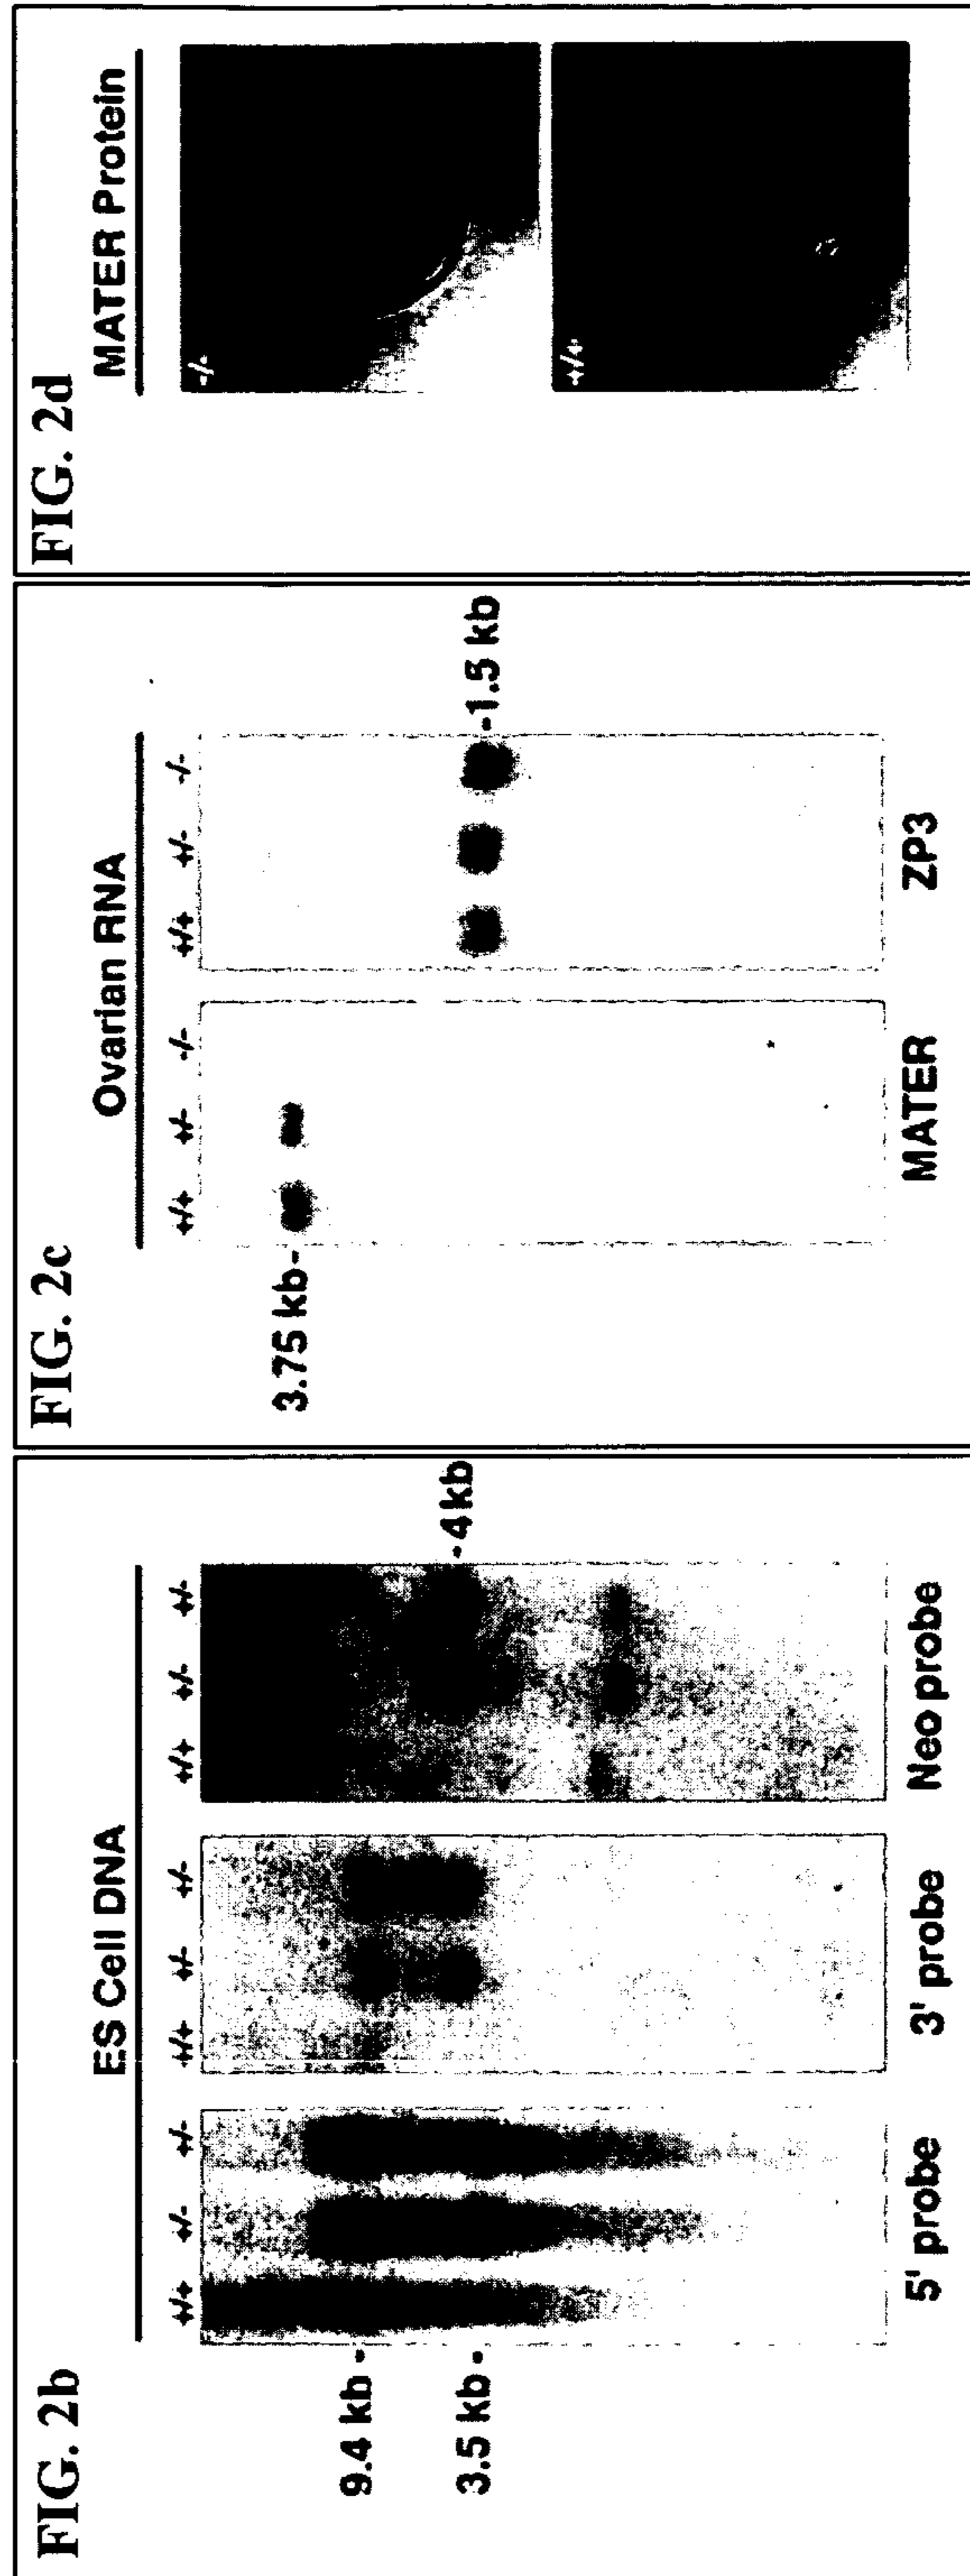 FIG. 2b
ES Cell DNA
+/+ +/- +/- +/+ +/- +/- +/+ +/- +/-
9.4 kb -
3.5 kb -
- 4 kb
5' probe 3' probe Neo probe
FIG. 2c
Ovarian RNA
+/+ +/- -/- +/+ +/- -/-
3.75 kb-
-1.5 kb
MATER ZP3
FIG. 2d
MATER Protein
-/-
+/+